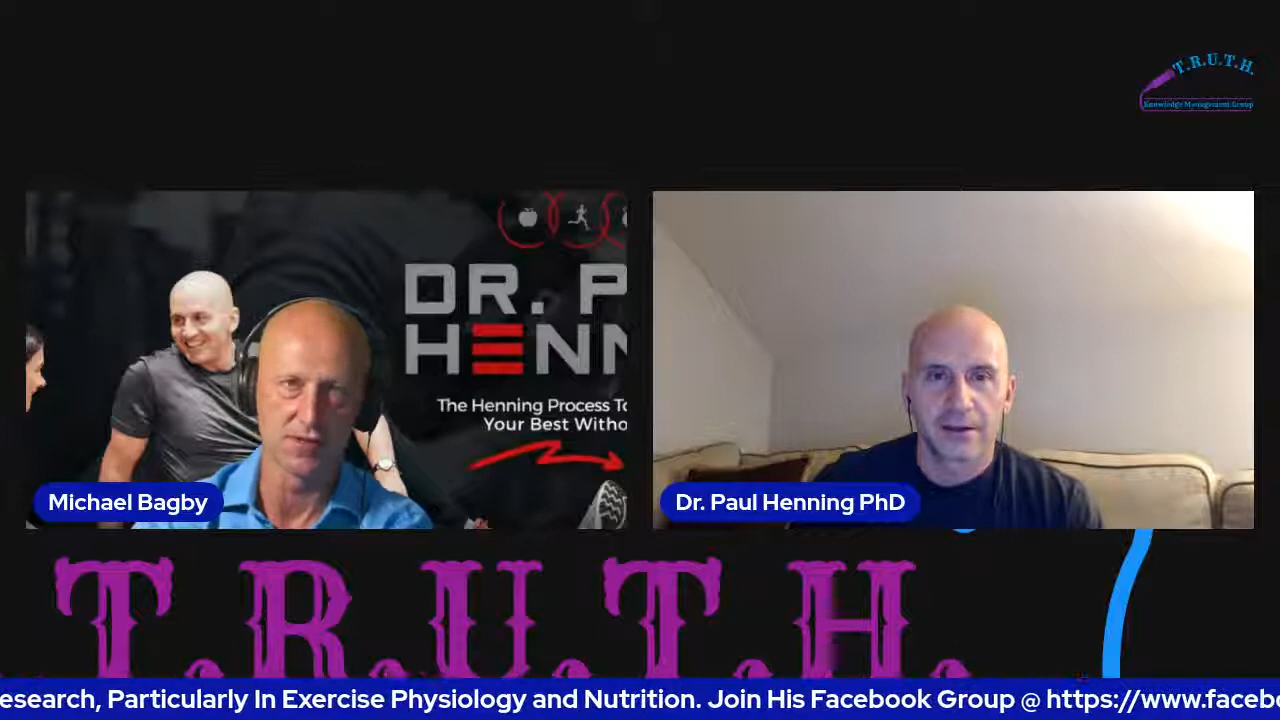 T.R.U.T.H.
Knowledge Management Group
DR. P
HENN
The Henning Process To
Your Best Witho
Michael Bagby
Dr. Paul Henning PhD
T.R.U.T.H.
esearch, Particularly In Exercise Physiology and Nutrition. Join His Facebook Group @ https://www.facebo